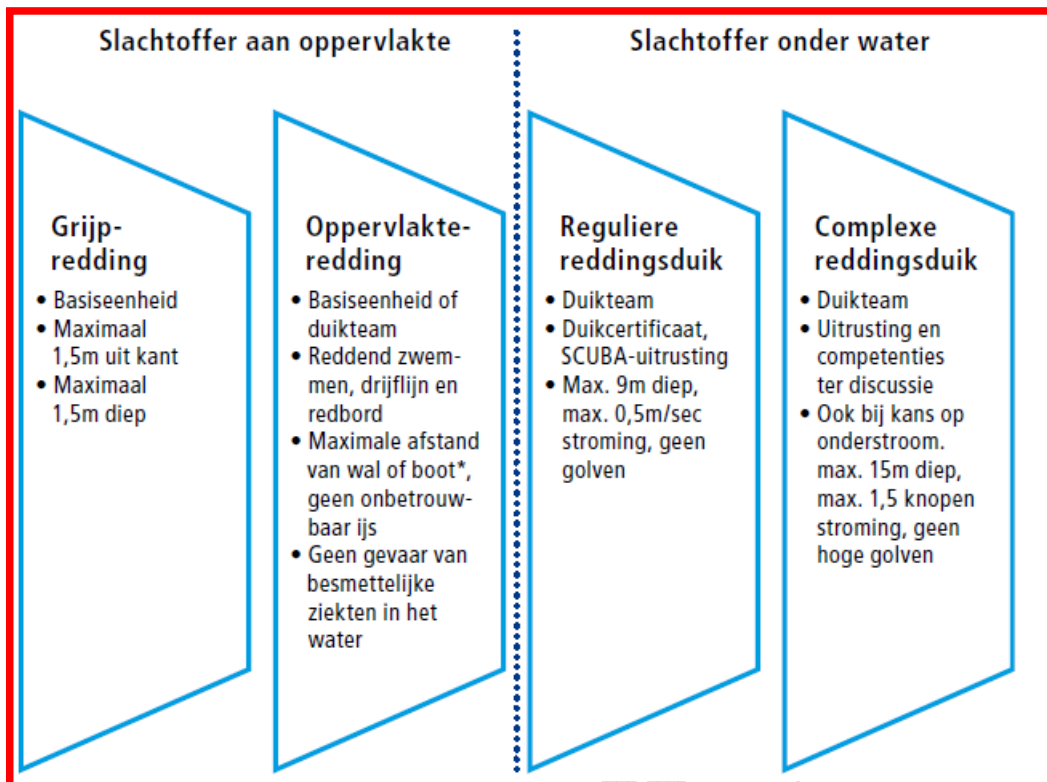 Slachtoffer aan oppervlakte
Slachtoffer onder water
Grijp-
redding
• Basiseenheid
• Maximaal
1,5m uit kant
• Maximaal
1,5m diep
Oppervlakte-
redding
• Basiseenheid of
duikteam
• Reddend zwem-
men, drijflijn en
redbord
• Maximale afstand
van wal of boot*,
geen onbetrouw-
baar ijs
• Geen gevaar van
besmettelijke
ziekten in het
water
Reguliere
reddingsduik
• Duikteam
• Duikcertificaat,
SCUBA-uitrusting
• Max. 9m diep,
max. 0,5m/sec
stroming, geen
golven
Complexe
reddingsduik
• Duikteam
• Uitrusting en
competenties
ter discussie
• Ook bij kans op
onderstroom.
max. 15m diep,
max. 1,5 knopen
stroming, geen
hoge golven